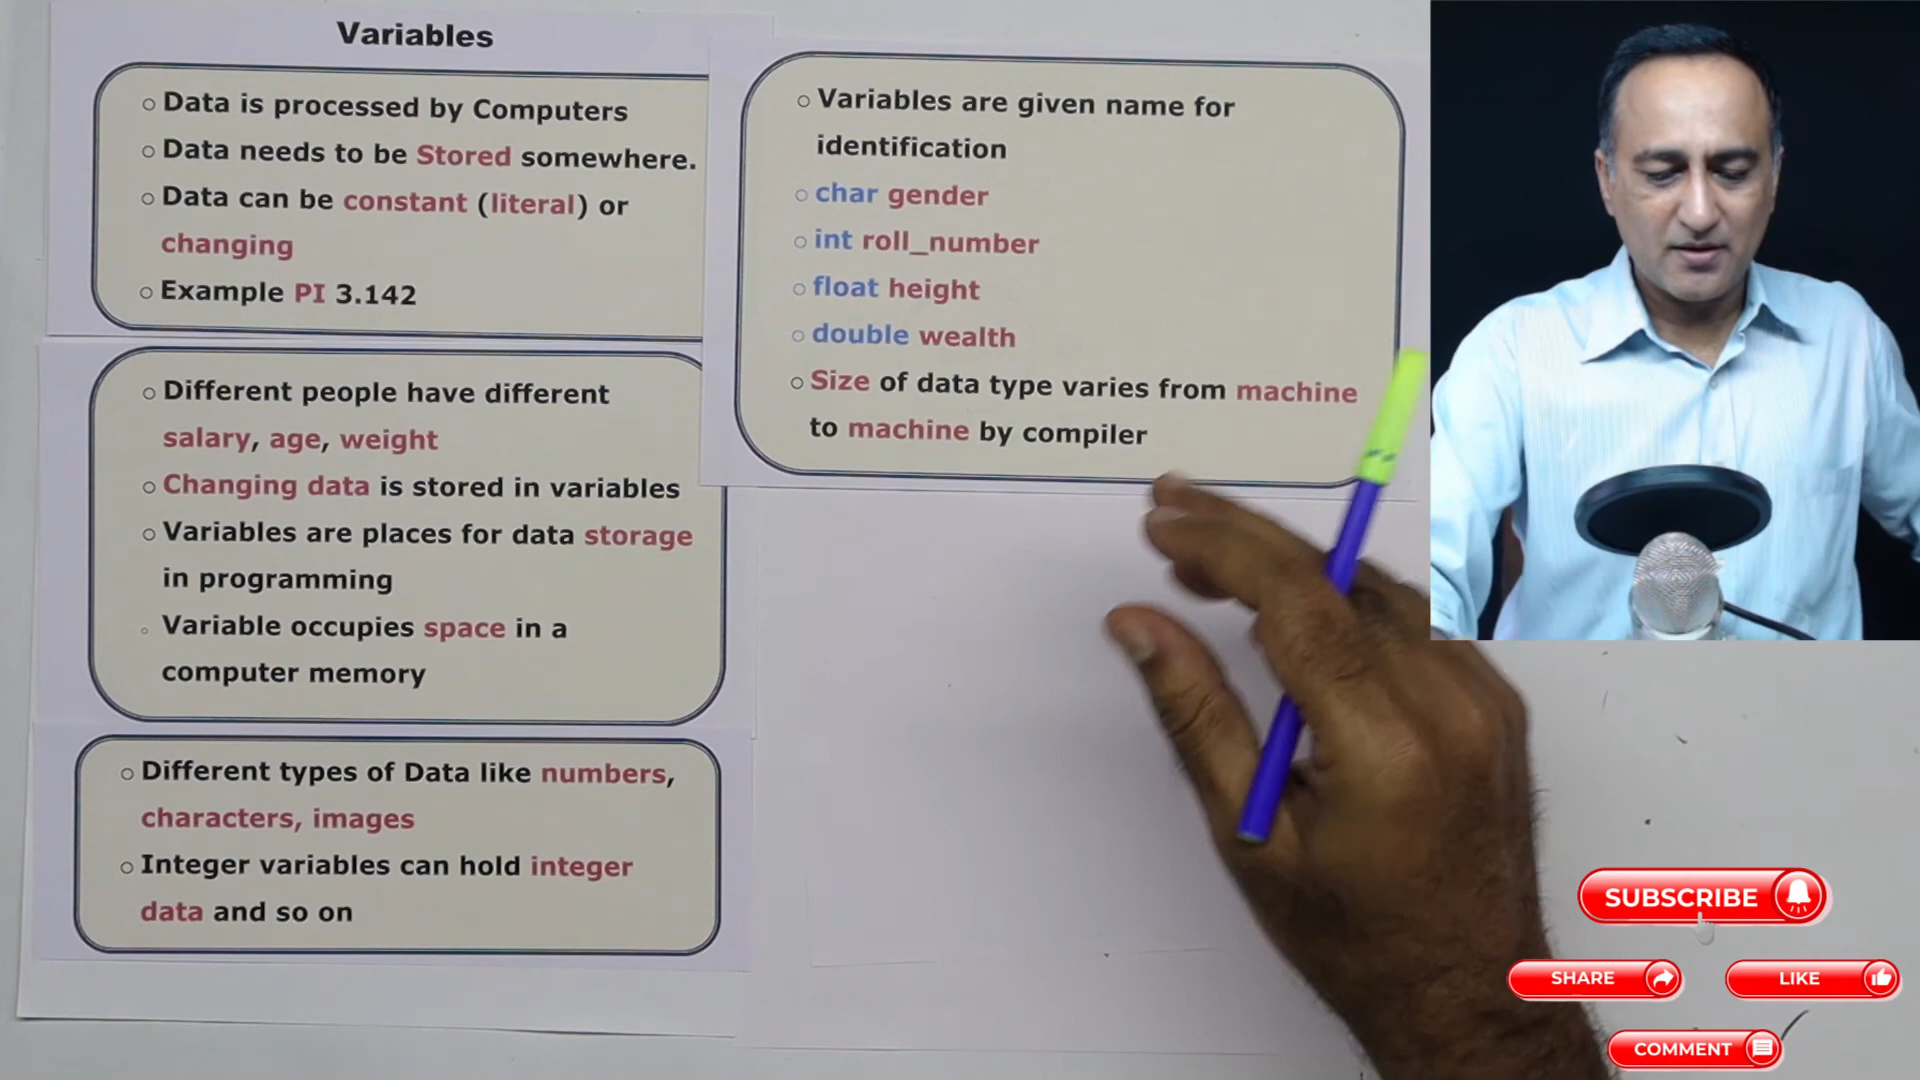 Variables
Data is processed by Computers
Data needs to be Stored somewhere.
Data can be constant (literal) or
changing
Example PI 3.142
Different people have different
salary, age, weight
Changing data is stored in variables
Variables are places for data storage
in programming
Variable occupies space in a
computer memory
Different types of Data like numbers,
characters, images
Integer variables can hold integer
data and so on
Variables are given name for
identification
char gender
int roll_number
float height
double wealth
Size of data type varies from machine
to machine by compiler
SUBSCRIBE
SHARE
LIKE
COMMENT